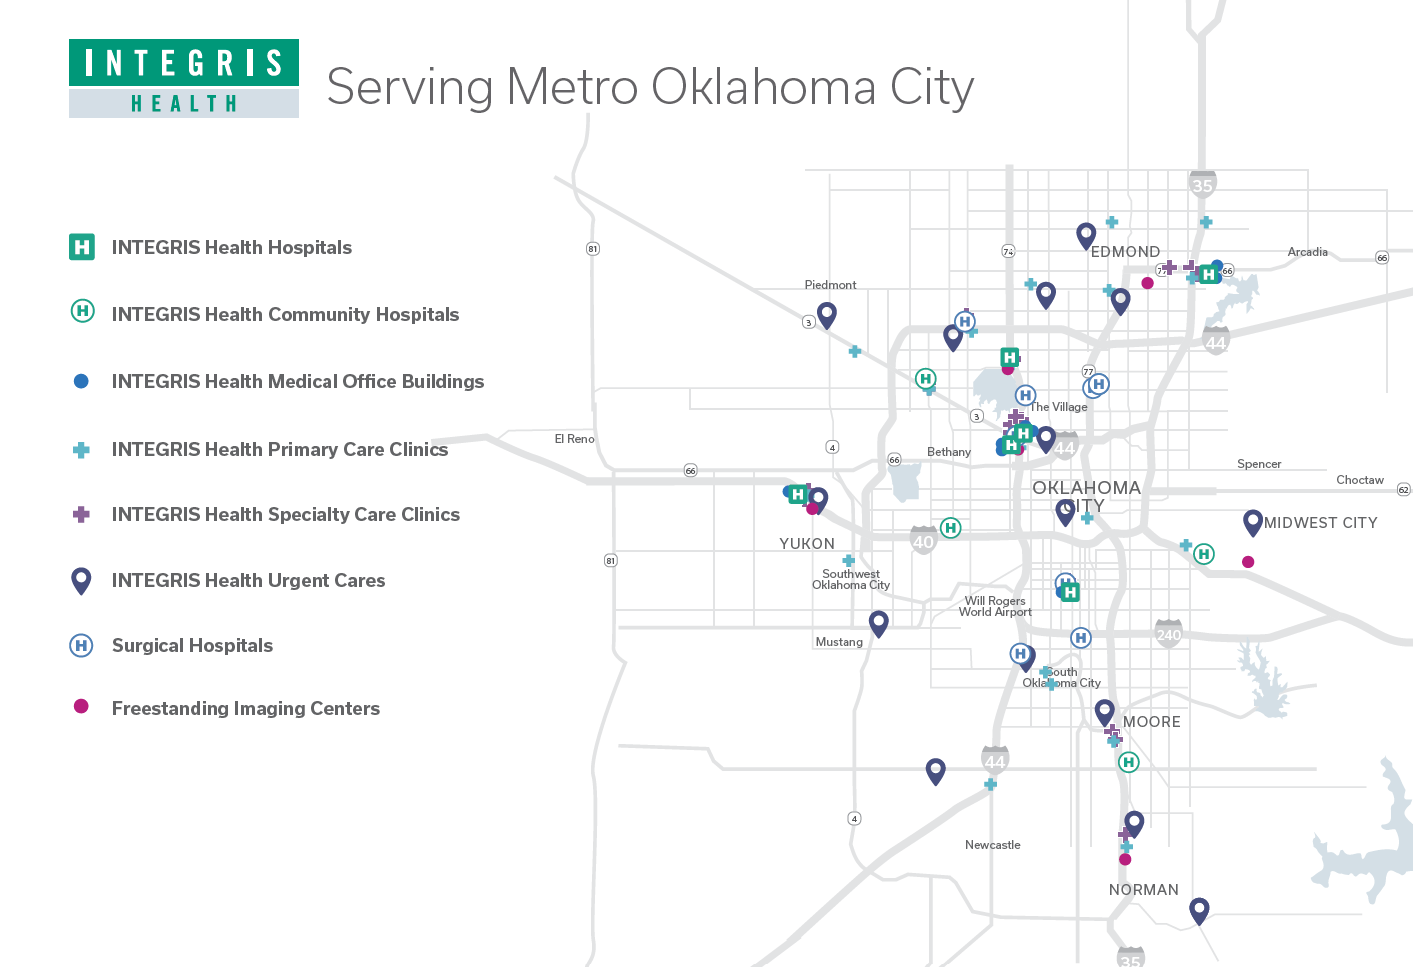 INTEGRIS
HEALTH
Serving Metro Oklahoma City
INTEGRIS Health Hospitals
INTEGRIS Health Community Hospitals
INTEGRIS Health Medical Office Buildings
INTEGRIS Health Primary Care Clinics
INTEGRIS Health Specialty Care Clinics
INTEGRIS Health Urgent Cares
Surgical Hospitals
Freestanding Imaging Centers
35
81
74
EDMOND
Arcadia
66
77
66
Piedmont
3
44
77
3
The Village
El Reno
4
66
Bethany
44
66
Spencer
Choctaw
62
OKLAHOMA
CITY
MIDWEST CITY
YUKON
40
81
Southwest
Oklahoma City
Will Rogers
World Airport
Mustang
240
South
Oklahoma City
MOORE
44
4
Newcastle
NORMAN
35